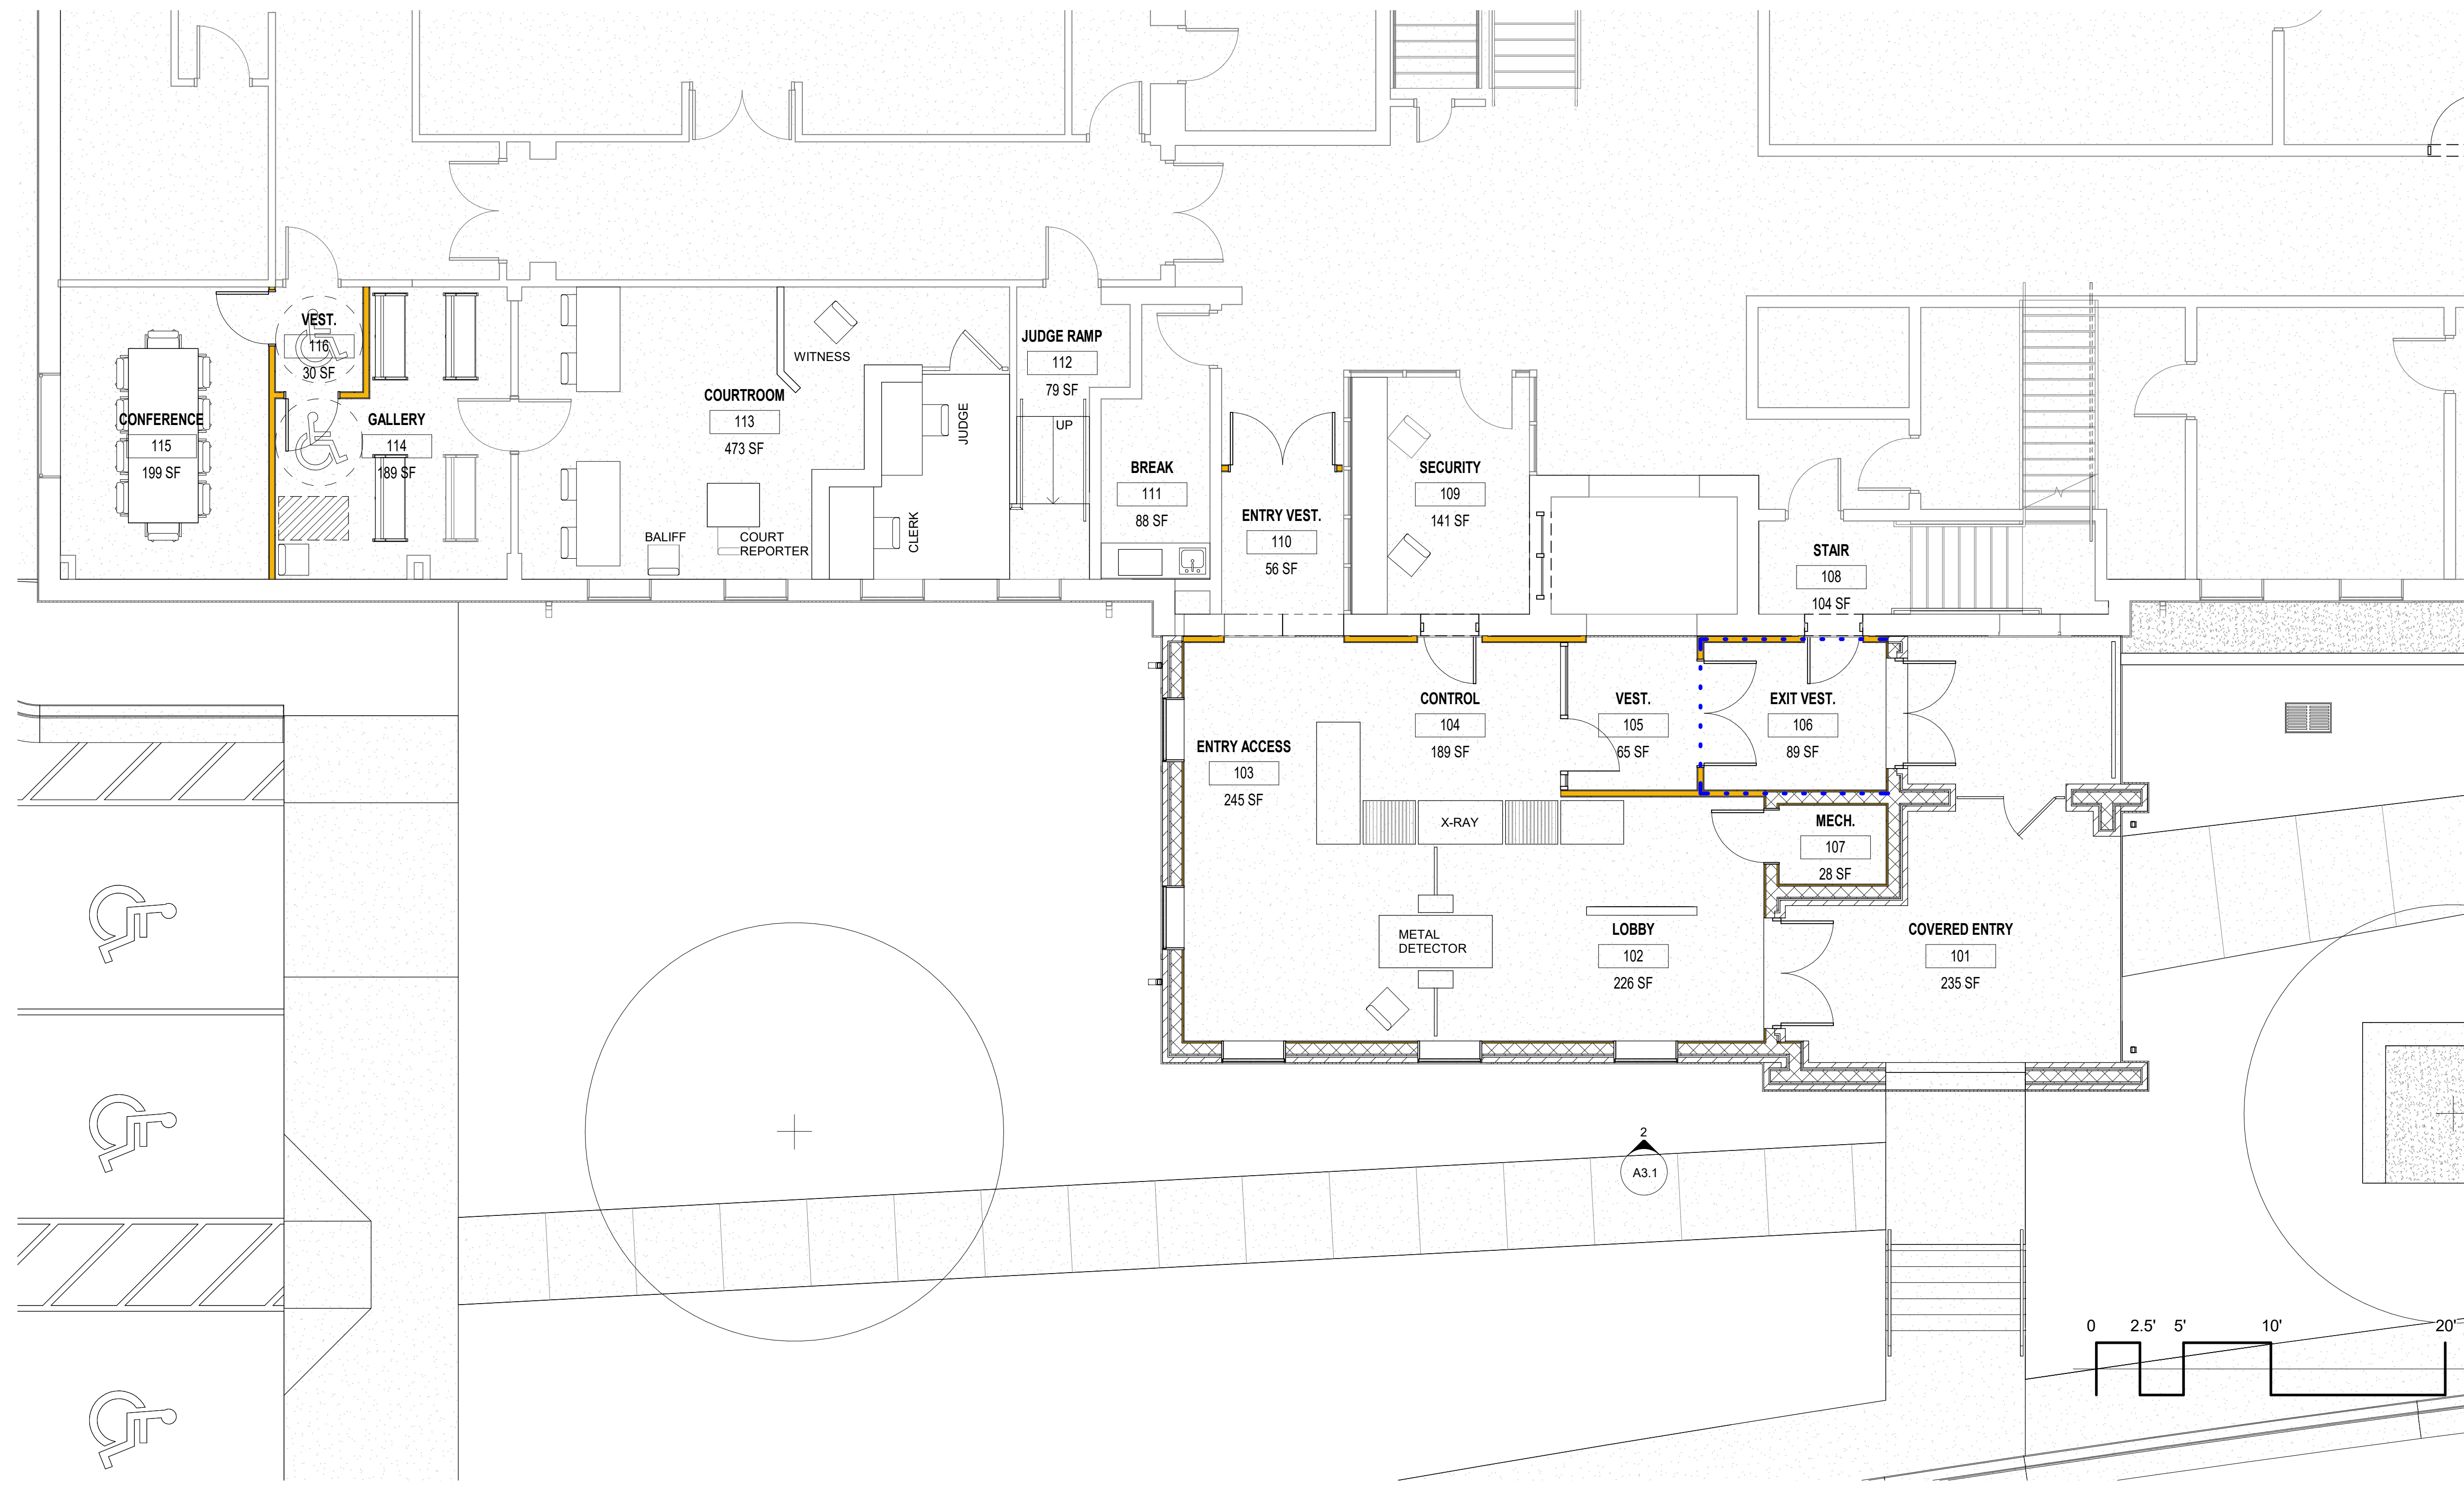 VEST.
116
30 SF
CONFERENCE
115
199 SF
GALLERY
114
189 SF
COURTROOM
113
473 SF
WITNESS
JUDGE
CLERK
BALIFF
COURT
REPORTER
JUDGE RAMP
112
79 SF
UP
BREAK
111
88 SF
ENTRY VEST.
110
56 SF
SECURITY
109
141 SF
STAIR
108
104 SF
ENTRY ACCESS
103
245 SF
CONTROL
104
189 SF
VEST.
105
65 SF
EXIT VEST.
106
89 SF
X-RAY
MECH.
107
28 SF
METAL
DETECTOR
LOBBY
102
226 SF
COVERED ENTRY
101
235 SF
2
A3.1
0 2.5' 5' 10' 20'